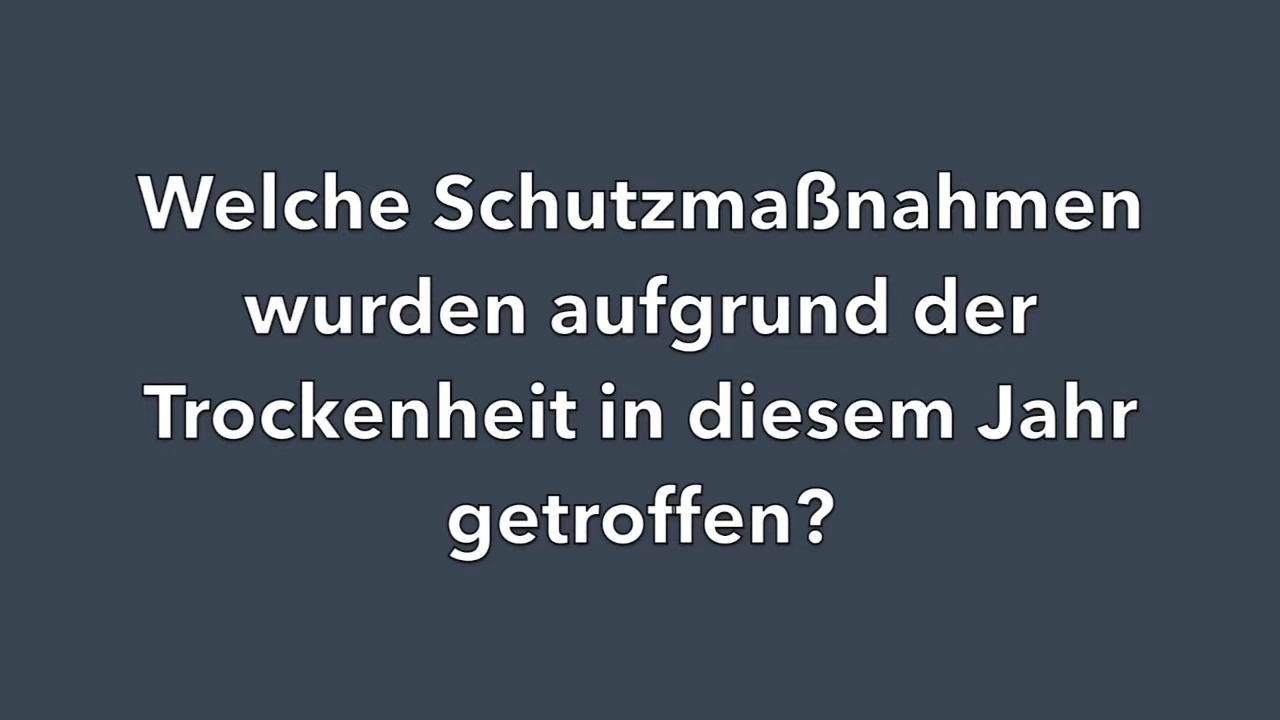 Welche Schutzmaßnahmen
wurden aufgrund der
Trockenheit in diesem Jahr
getroffen?